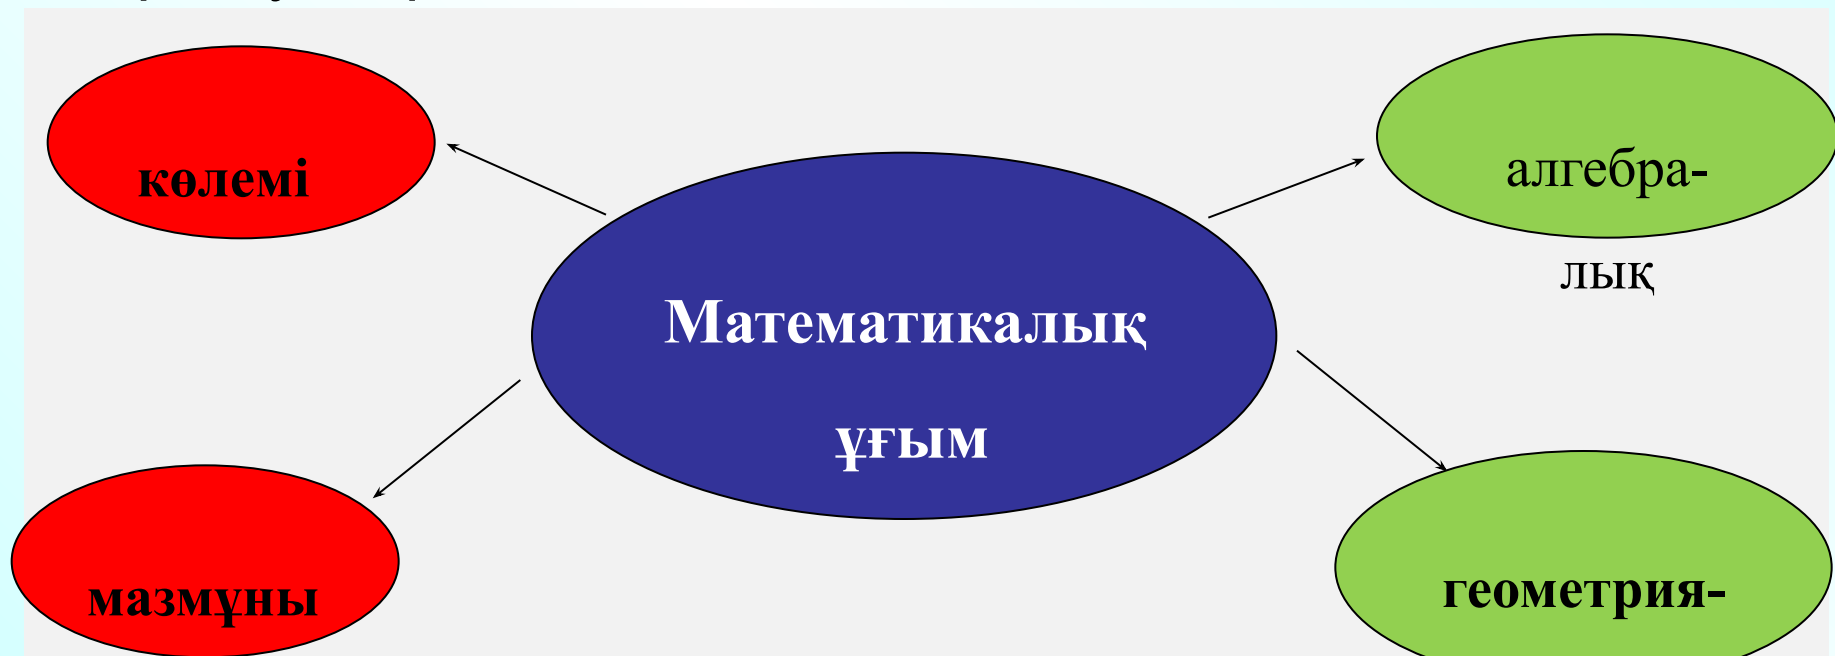 көлемі
алгебра-
лық
Математикалық
ұғым
мазмұны
геометрия-